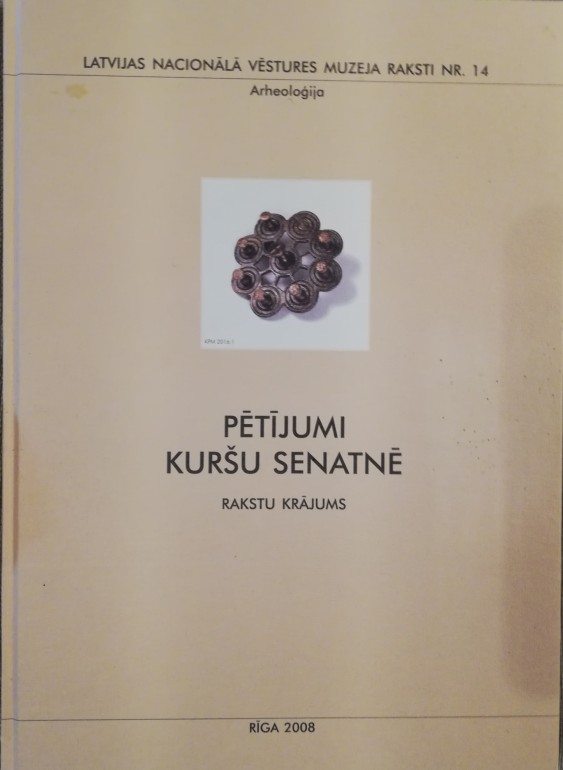 LATVIJAS NACIONĀLĀ VĒSTURES MUZEJA RAKSTI NR. 14
Arheoloģija
PĒTĪJUMI
KURŠU SENATNĒ
RAKSTU KRĀJUMS
RĪGA 2008